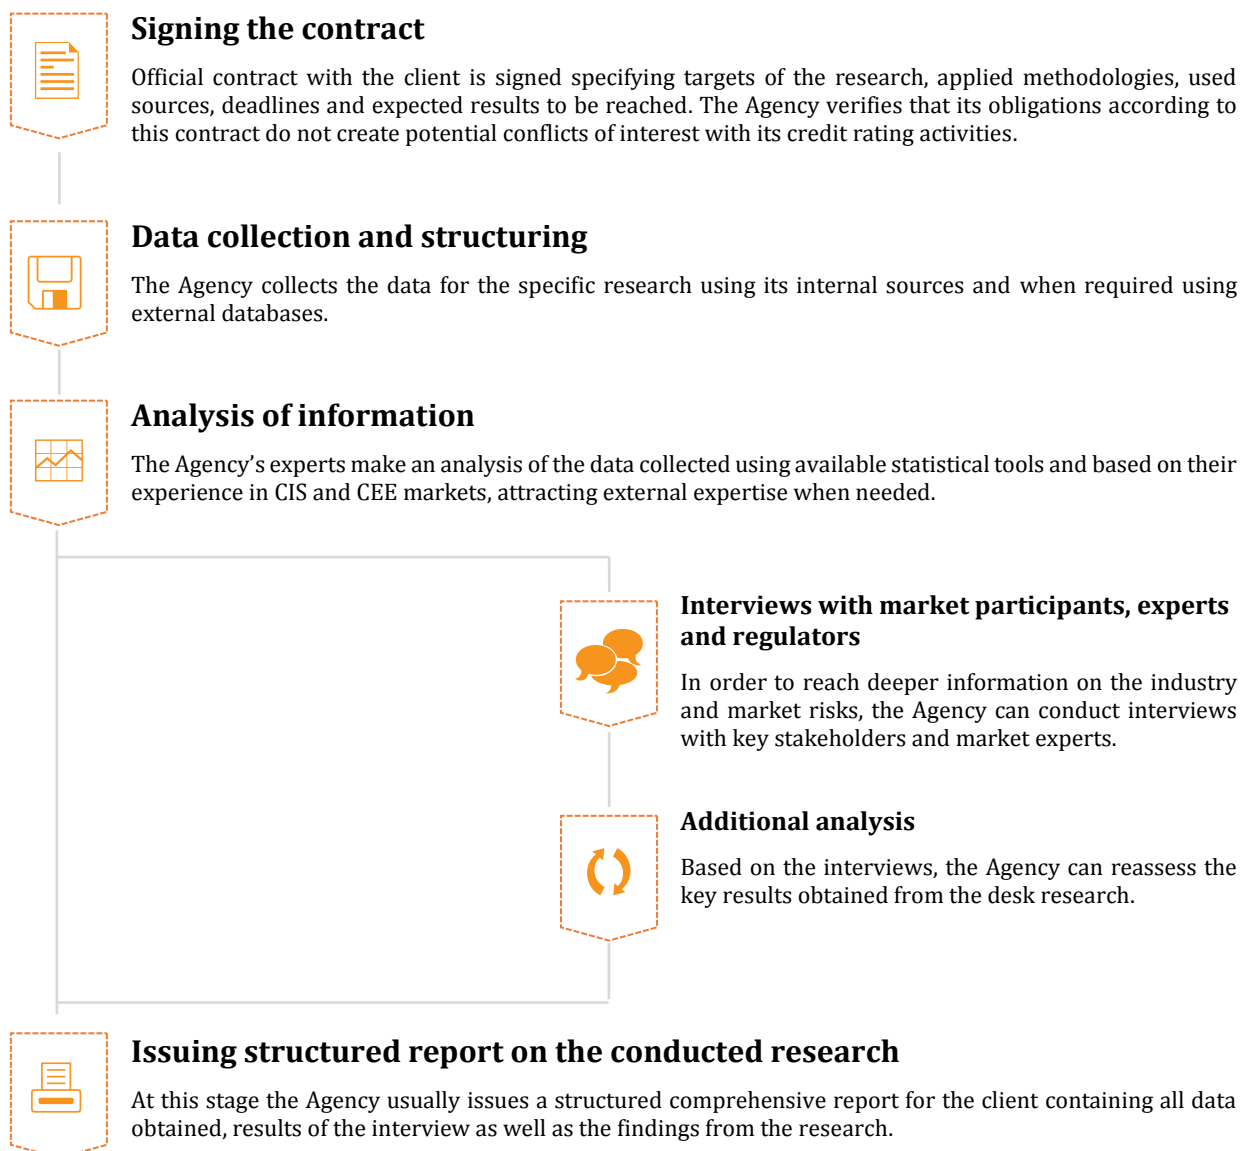 Signing the contract
Official contract with the client is signed specifying targets of the research, applied methodologies, used
sources, deadlines and expected results to be reached. The Agency verifies that its obligations according to
this contract do not create potential conflicts of interest with its credit rating activities.
Data collection and structuring
The Agency collects the data for the specific research using its internal sources and when required using
external databases.
Analysis of information
The Agency’s experts make an analysis of the data collected using available statistical tools and based on their
experience in CIS and CEE markets, attracting external expertise when needed.
Interviews with market participants, experts
and regulators
In order to reach deeper information on the industry
and market risks, the Agency can conduct interviews
with key stakeholders and market experts.
Additional analysis
Based on the interviews, the Agency can reassess the
key results obtained from the desk research.
Issuing structured report on the conducted research
At this stage the Agency usually issues a structured comprehensive report for the client containing all data
obtained, results of the interview as well as the findings from the research.